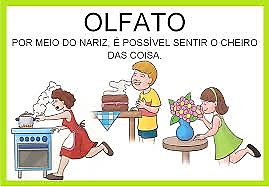 OLFATO
POR MEIO DO NARIZ, É POSSÍVEL SENTIR O CHEIRO
DAS COISA.